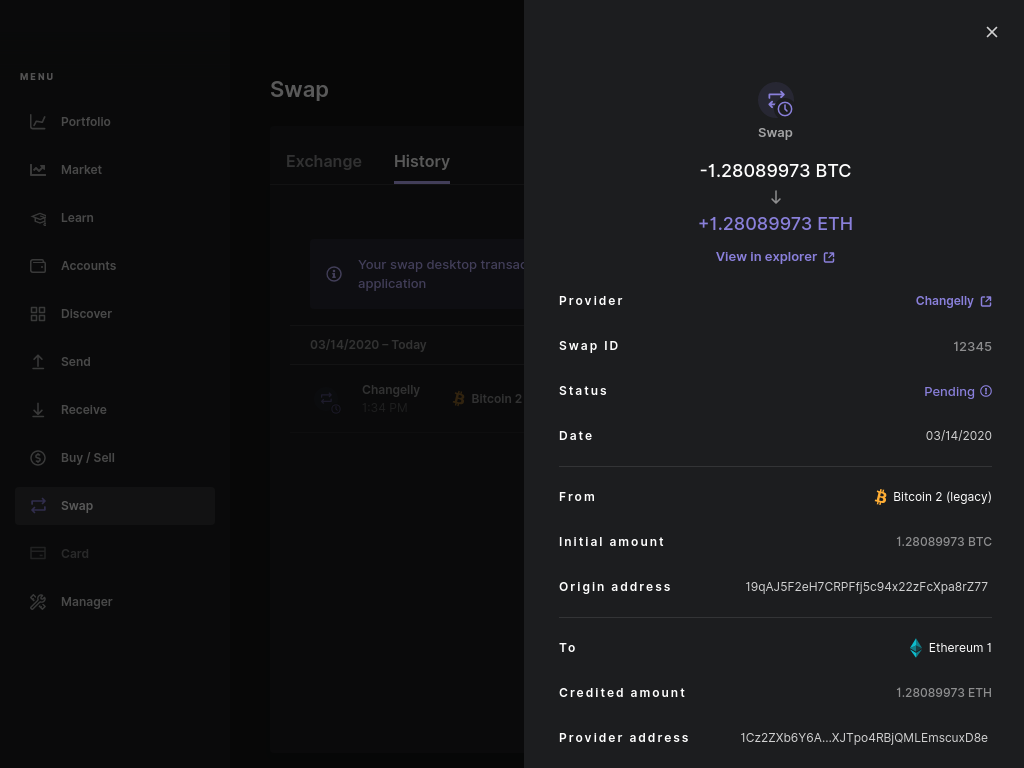 MENU
Portfolio
Market
Learn
Accounts
Discover
Send
Receive
Buy / Sell
Swap
Card
Manager
Swap
Exchange
History
Your swap desktop transac
application
03/14/2020 – Today
Changelly
1:34 PM
Bitcoin 2
Swap
-1.28089973 BTC
+1.28089973 ETH
View in explorer
Provider Changelly
Swap ID 12345
Status Pending
Date 03/14/2020
From Bitcoin 2 (legacy)
Initial amount 1.28089973 BTC
Origin address 19qAJ5F2eH7CRPFfj5c94x22zFcXpa8rZ77
To Ethereum 1
Credited amount 1.28089973 ETH
Provider address 1Cz2ZXb6Y6A...XJTpo4RBjQMLEmscuxD8e